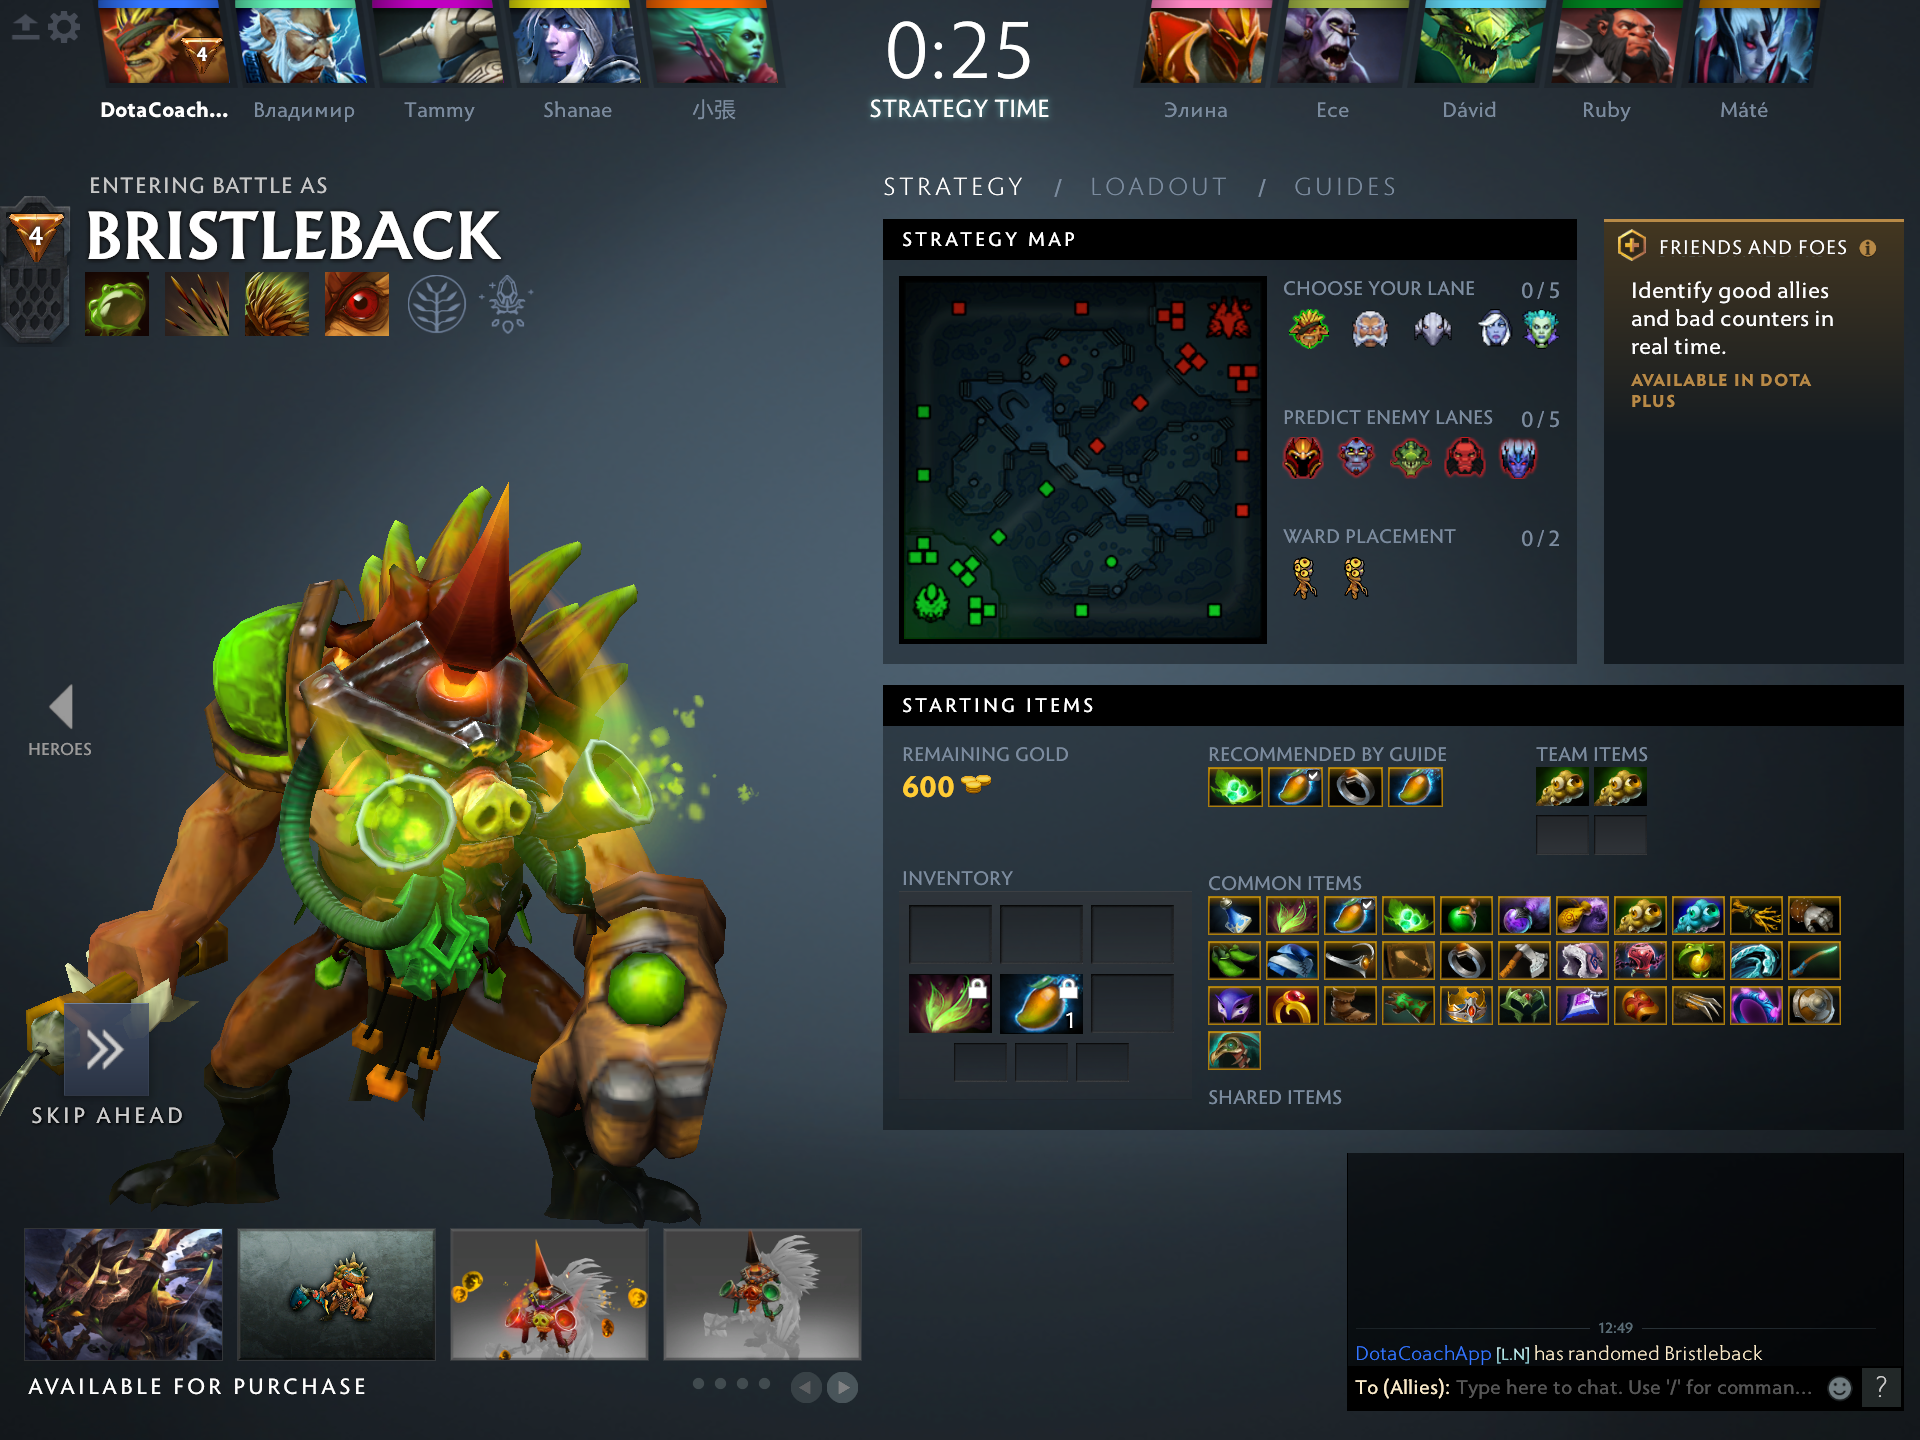 4
DotaCoach...
Владимир
Tammy
Shanae
小張
0:25
STRATEGY TIME
Элина
Ece
Dávid
Ruby
Máté
ENTERING BATTLE AS
BRISTLEBACK
4
HEROES
SKIP AHEAD
AVAILABLE FOR PURCHASE
STRATEGY / LOADOUT / GUIDES
STRATEGY MAP
CHOOSE YOUR LANE 0/5
PREDICT ENEMY LANES 0/5
WARD PLACEMENT 0/2
FRIENDS AND FOES
Identify good allies
and bad counters in
real time.
AVAILABLE IN DOTA
PLUS
STARTING ITEMS
REMAINING GOLD
600
RECOMMENDED BY GUIDE
TEAM ITEMS
INVENTORY
1
COMMON ITEMS
SHARED ITEMS
12:49
DotaCoachApp [L.N] has randomed Bristleback
To (Allies): Type here to chat. Use '/' for comman...
?